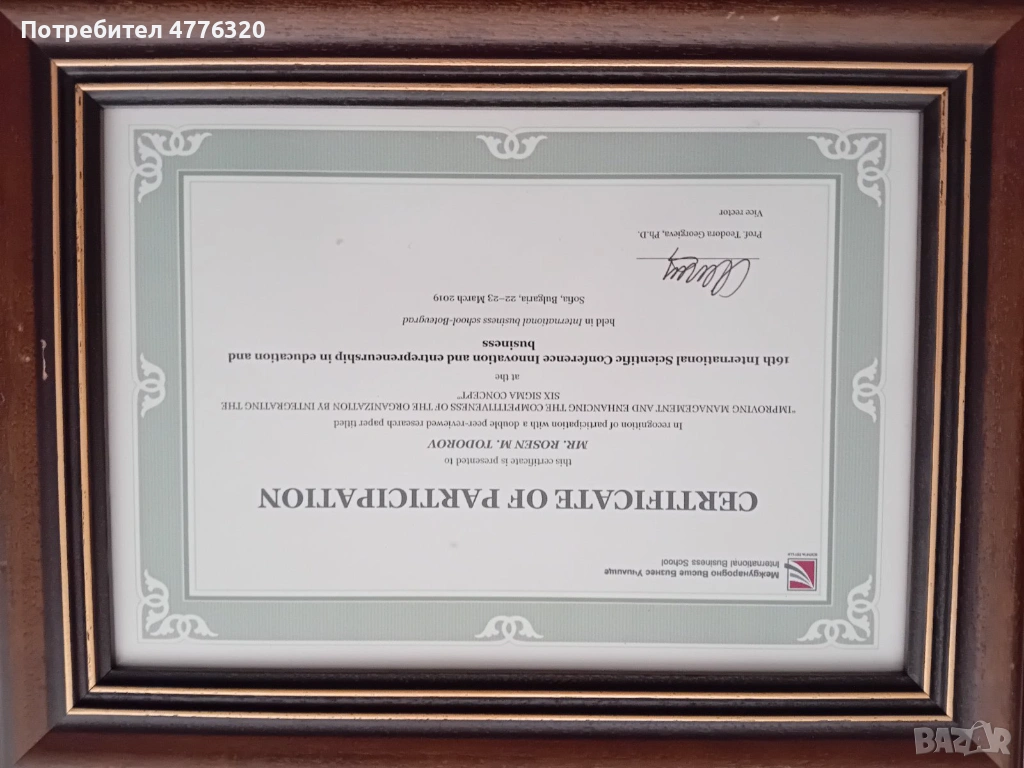 Потребител 4776320
Международно Висше Бизнес Училище
International Business School
CERTIFICATE OF PARTICIPATION
this certificate is presented to
MR. ROSEN M. TODOROV
In recognition of participation with a double peer-reviewed research paper titled
"IMPROVING MANAGEMENT AND ENHANCING THE COMPETITIVENESS OF THE ORGANIZATION BY INTEGRATING THE
SIX SIGMA CONCEPT"
at the
16th International Scientific Conference Innovation and entrepreneurship in education and
business
held in International business school-Botevgrad
Sofia, Bulgaria, 22–23 March 2019
Prof. Teodora Georgieva, Ph.D.
Vice rector
BAZAR